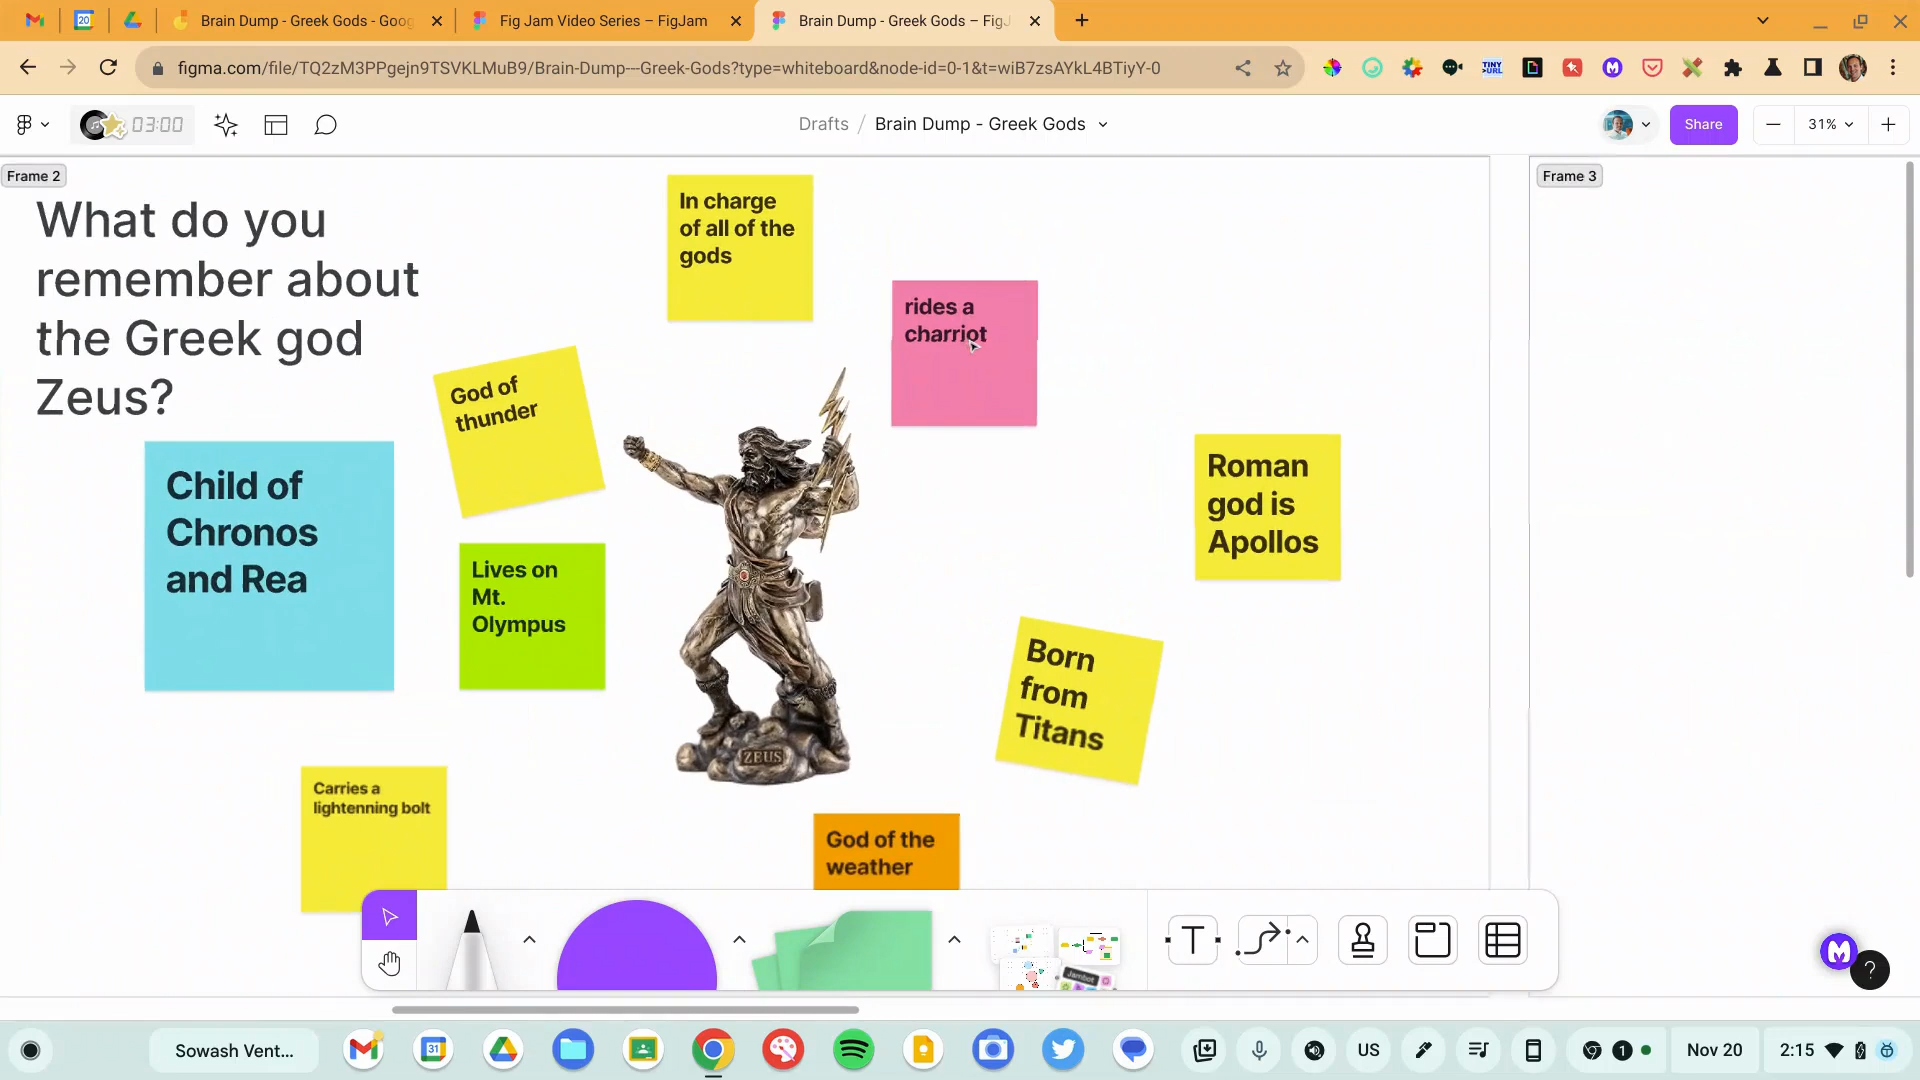 Brain Dump - Greek Gods - Goog
Fig Jam Video Series – FigJam
Brain Dump - Greek Gods – FigJ
figma.com/file/TQ2zM3PPgejn9TSVKLMuB9/Brain-Dump---Greek-Gods?type=whiteboard&node-id=0-1&t=wiB7zsAYkL4BTiyY-0
TINY
URL
03:00
Drafts / Brain Dump - Greek Gods
Share
31%
Frame 2
Frame 3
What do you
remember about
the Greek god
Zeus?
In charge
of all of the
gods
rides a
charriot
God of
thunder
Roman
god is
Apollos
Child of
Chronos
and Rea
Lives on
Mt.
Olympus
Born
from
Titans
ZEUS
Carries a
lightenning bolt
God of the
weather
T
Jambot
M
?
Sowash Vent...
31
US
1
Nov 20
2:15